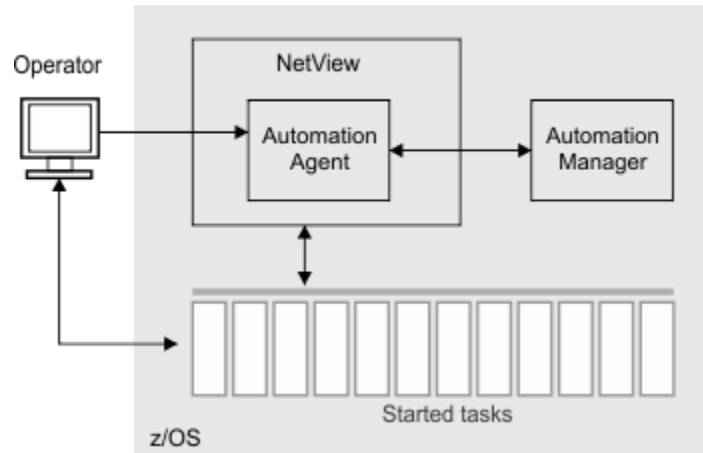 Operator
NetView
Automation
Agent
Automation
Manager
Started tasks
z/OS